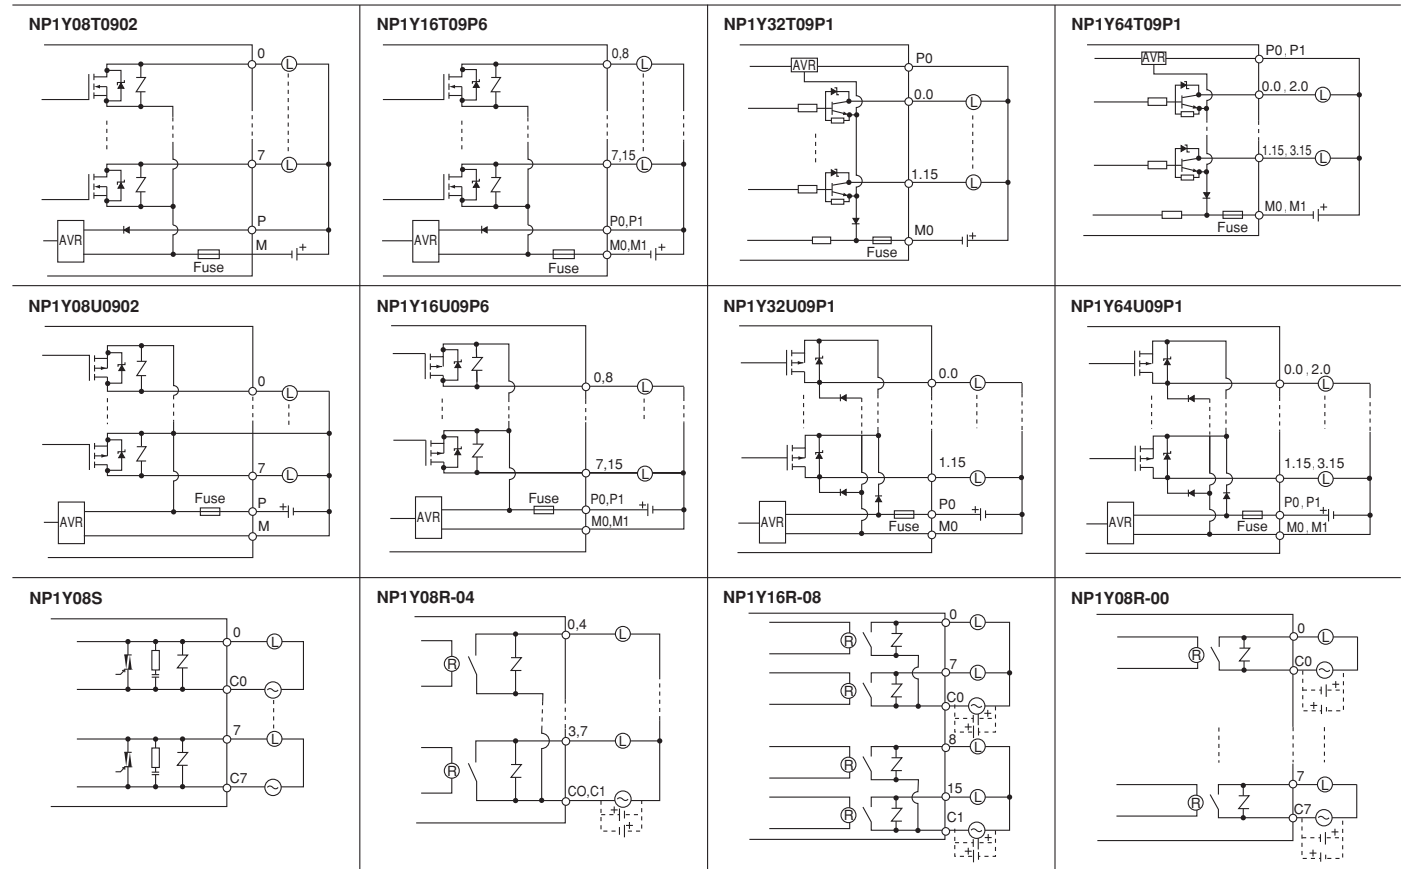 NP1Y08T0902
0
L
7
L
P
AVR
M
Fuse
NP1Y16T09P6
0,8
L
7,15
L
P0,P1
AVR
M0,M1
Fuse
NP1Y32T09P1
P0
AVR
0.0
L
1.15
L
M0
Fuse
NP1Y64T09P1
P0, P1
AVR
0.0, 2.0
L
1.15, 3.15
L
M0, M1
Fuse
NP1Y08U0902
0
L
7
L
Fuse
P
AVR
M
NP1Y16U09P6
0,8
L
7,15
L
Fuse
P0,P1
AVR
M0,M1
NP1Y32U09P1
0.0
L
1.15
L
P0
AVR
Fuse
M0
NP1Y64U09P1
0.0, 2.0
L
1.15, 3.15
L
P0, P1
AVR
Fuse
M0, M1
NP1Y08S
0
L
C0
7
L
C7
NP1Y08R-04
0,4
L
R
3,7
L
R
CO,C1
NP1Y16R-08
0
L
R
7
L
R
C0
8
L
R
15
L
R
C1
NP1Y08R-00
0
L
R
C0
7
L
R
C7